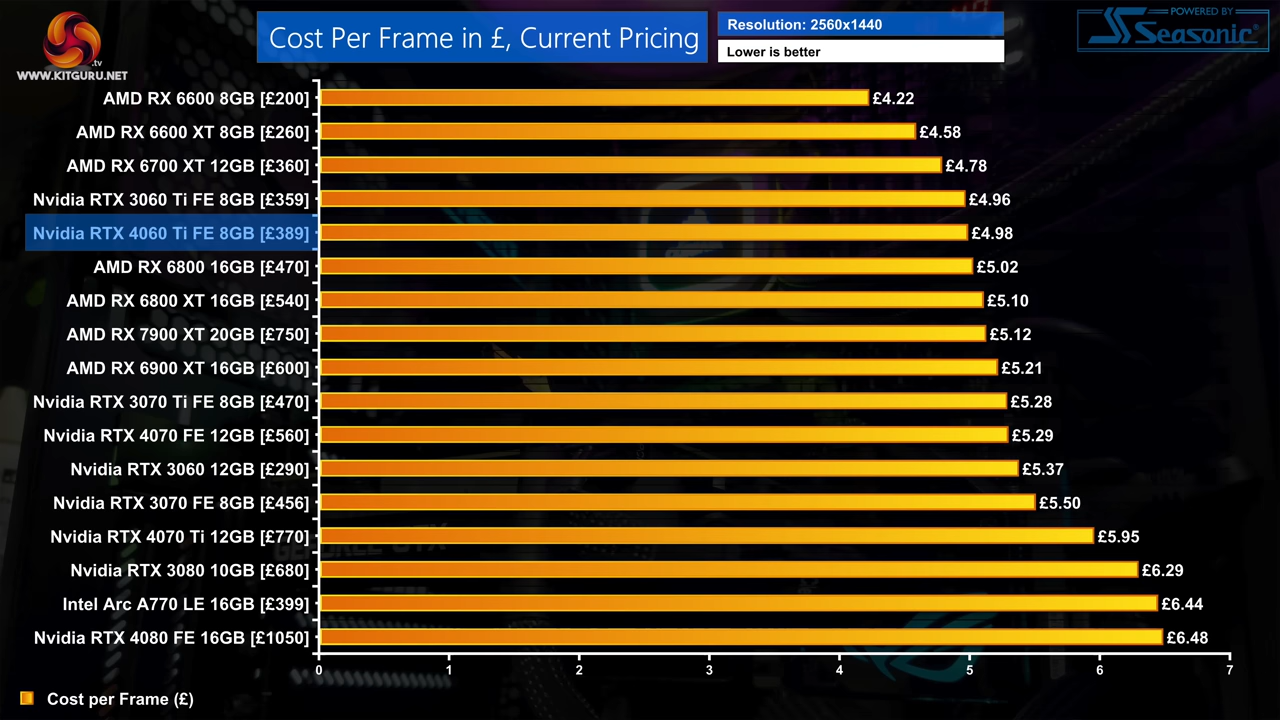 .tv
WWW.KITGURU.NET
Cost Per Frame in £, Current Pricing
Resolution: 2560x1440
Lower is better
POWERED BY
Seasonic
AMD RX 6600 8GB [£200] £4.22
AMD RX 6600 XT 8GB [£260] £4.58
AMD RX 6700 XT 12GB [£360] £4.78
Nvidia RTX 3060 Ti FE 8GB [£359] £4.96
Nvidia RTX 4060 Ti FE 8GB [£389] £4.98
AMD RX 6800 16GB [£470] £5.02
AMD RX 6800 XT 16GB [£540] £5.10
AMD RX 7900 XT 20GB [£750] £5.12
AMD RX 6900 XT 16GB [£600] £5.21
Nvidia RTX 3070 Ti FE 8GB [£470] £5.28
Nvidia RTX 4070 FE 12GB [£560] £5.29
Nvidia RTX 3060 12GB [£290] £5.37
Nvidia RTX 3070 FE 8GB [£456] £5.50
Nvidia RTX 4070 Ti 12GB [£770] £5.95
Nvidia RTX 3080 10GB [£680] £6.29
Intel Arc A770 LE 16GB [£399] £6.44
Nvidia RTX 4080 FE 16GB [£1050] £6.48
0 1 2 3 4 5 6 7
Cost per Frame (£)